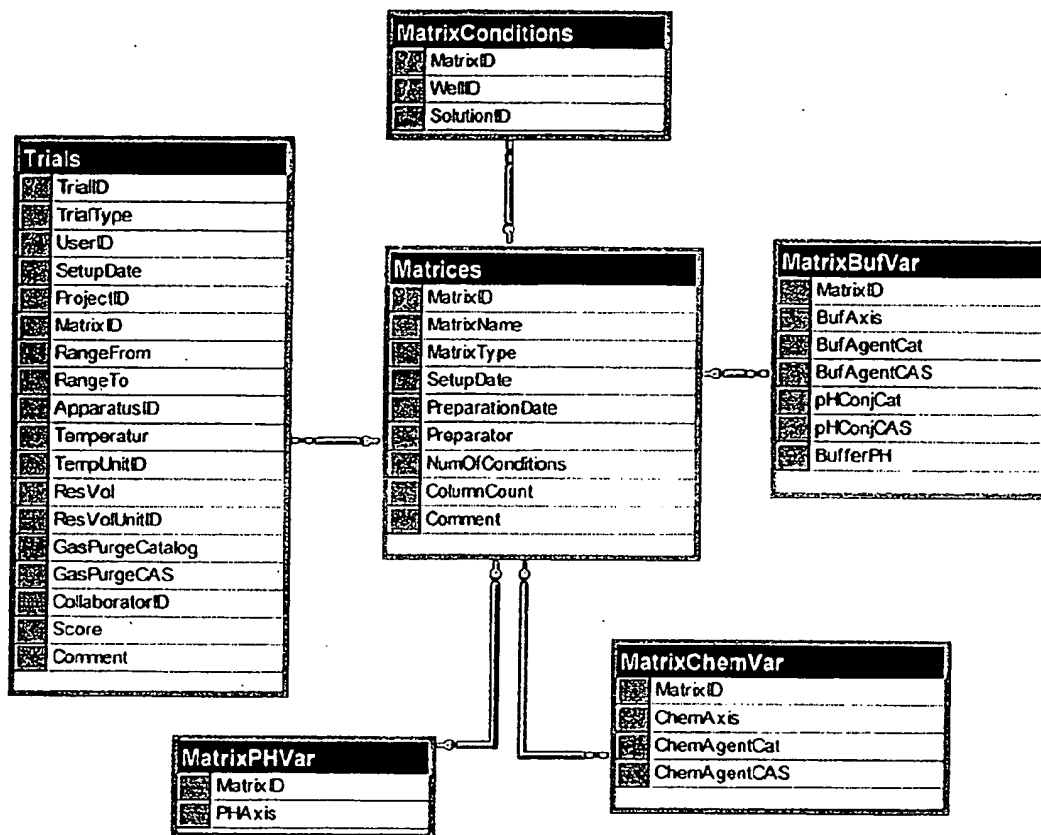 MatrixConditions
MatrixID
WellID
SolutionID
Trials
TrialID
TrialType
UserID
SetupDate
ProjectID
MatrixID
RangeFrom
RangeTo
ApparatusID
Temperatur
TempUnitID
ResVol
ResVolUnitID
GasPurgeCatalog
GasPurgeCAS
CollaboratorID
Score
Comment
Matrices
MatrixID
MatrixName
MatrixType
SetupDate
PreparationDate
Preparator
NumOfConditions
ColumnCount
Comment
MatrixBufVar
MatrixID
BufAxis
BufAgentCat
BufAgentCAS
pHConjCat
pHConjCAS
BufferPH
MatrixChemVar
MatrixID
ChemAxis
ChemAgentCat
ChemAgentCAS
MatrixPHVar
MatrixID
PHAxis